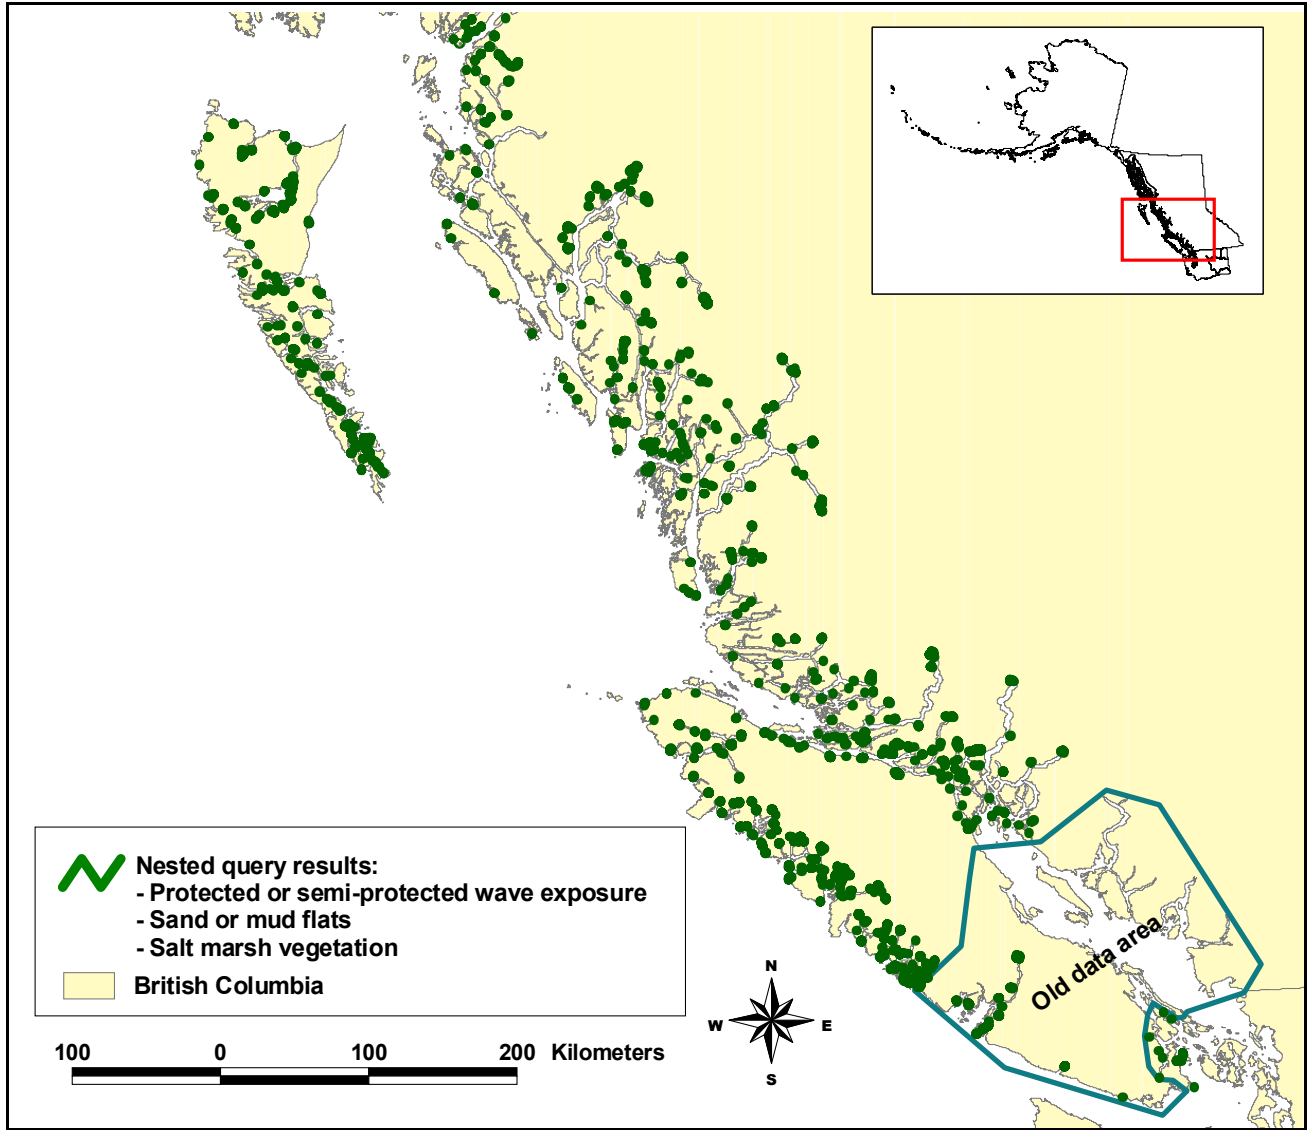 Old data area
Nested query results:
- Protected or semi-protected wave exposure
- Sand or mud flats
- Salt marsh vegetation
British Columbia
N
W E
S
100 0 100 200 Kilometers